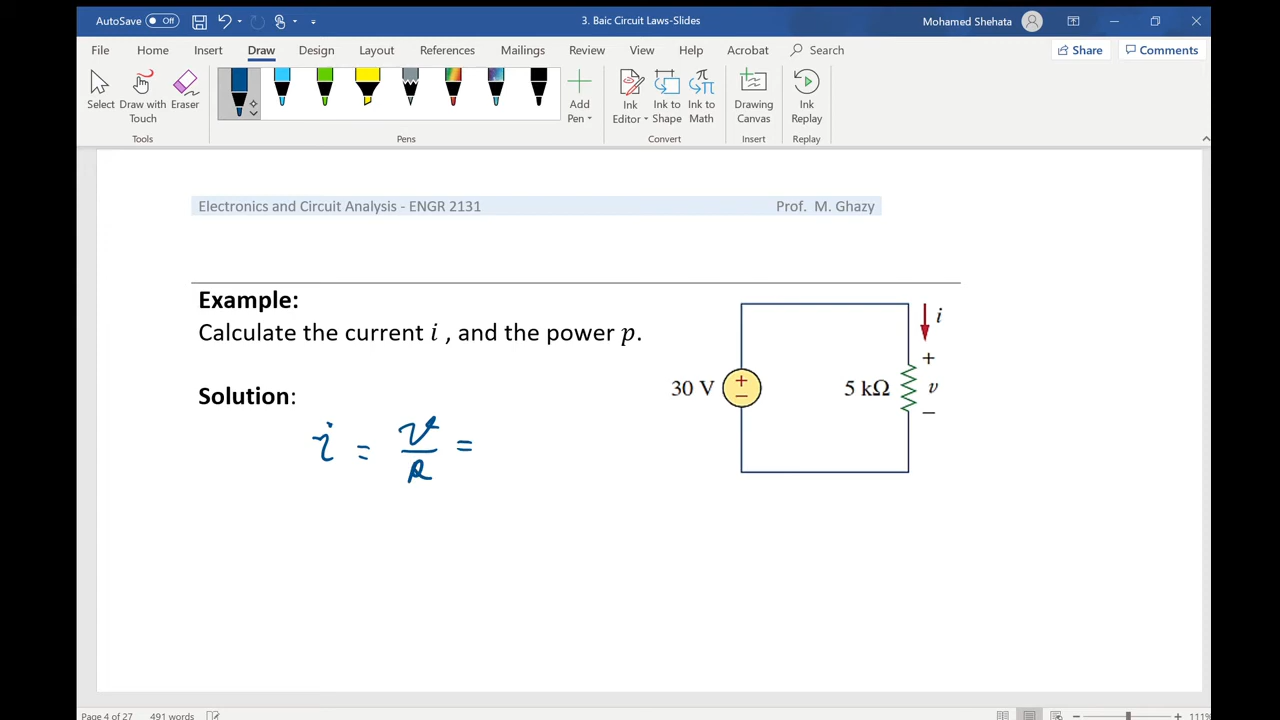 AutoSave Off 3. Baic Circuit Laws-Slides Mohamed Shehata
File Home Insert Draw Design Layout References Mailings Review View Help Acrobat Search Share Comments
Select Draw with Touch Eraser Add Pen Ink Editor Ink to Shape Ink to Math Drawing Canvas Ink Replay
Tools Pens Convert Insert Replay
Electronics and Circuit Analysis - ENGR 2131 Prof. M. Ghazy
Example:
Calculate the current i , and the power p.
Solution:
i = v/R =
i
+
30 V + − 5 kΩ v
−
Page 4 of 27 491 words 111%